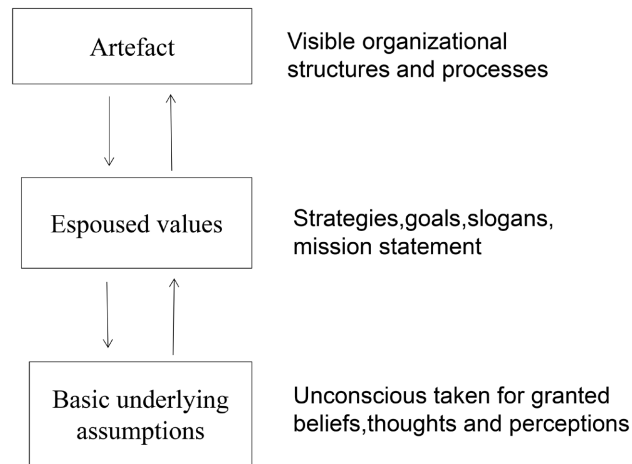 Artefact
Visible organizational
structures and processes
Espoused values
Strategies,goals,slogans,
mission statement
Basic underlying
assumptions
Unconscious taken for granted
beliefs,thoughts and perceptions